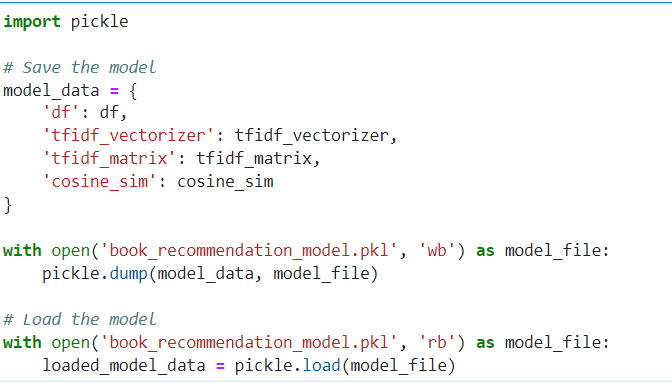 import pickle
# Save the model
model_data = {
    'df': df,
    'tfidf_vectorizer': tfidf_vectorizer,
    'tfidf_matrix': tfidf_matrix,
    'cosine_sim': cosine_sim
}
with open('book_recommendation_model.pkl', 'wb') as model_file:
    pickle.dump(model_data, model_file)
# Load the model
with open('book_recommendation_model.pkl', 'rb') as model_file:
    loaded_model_data = pickle.load(model_file)